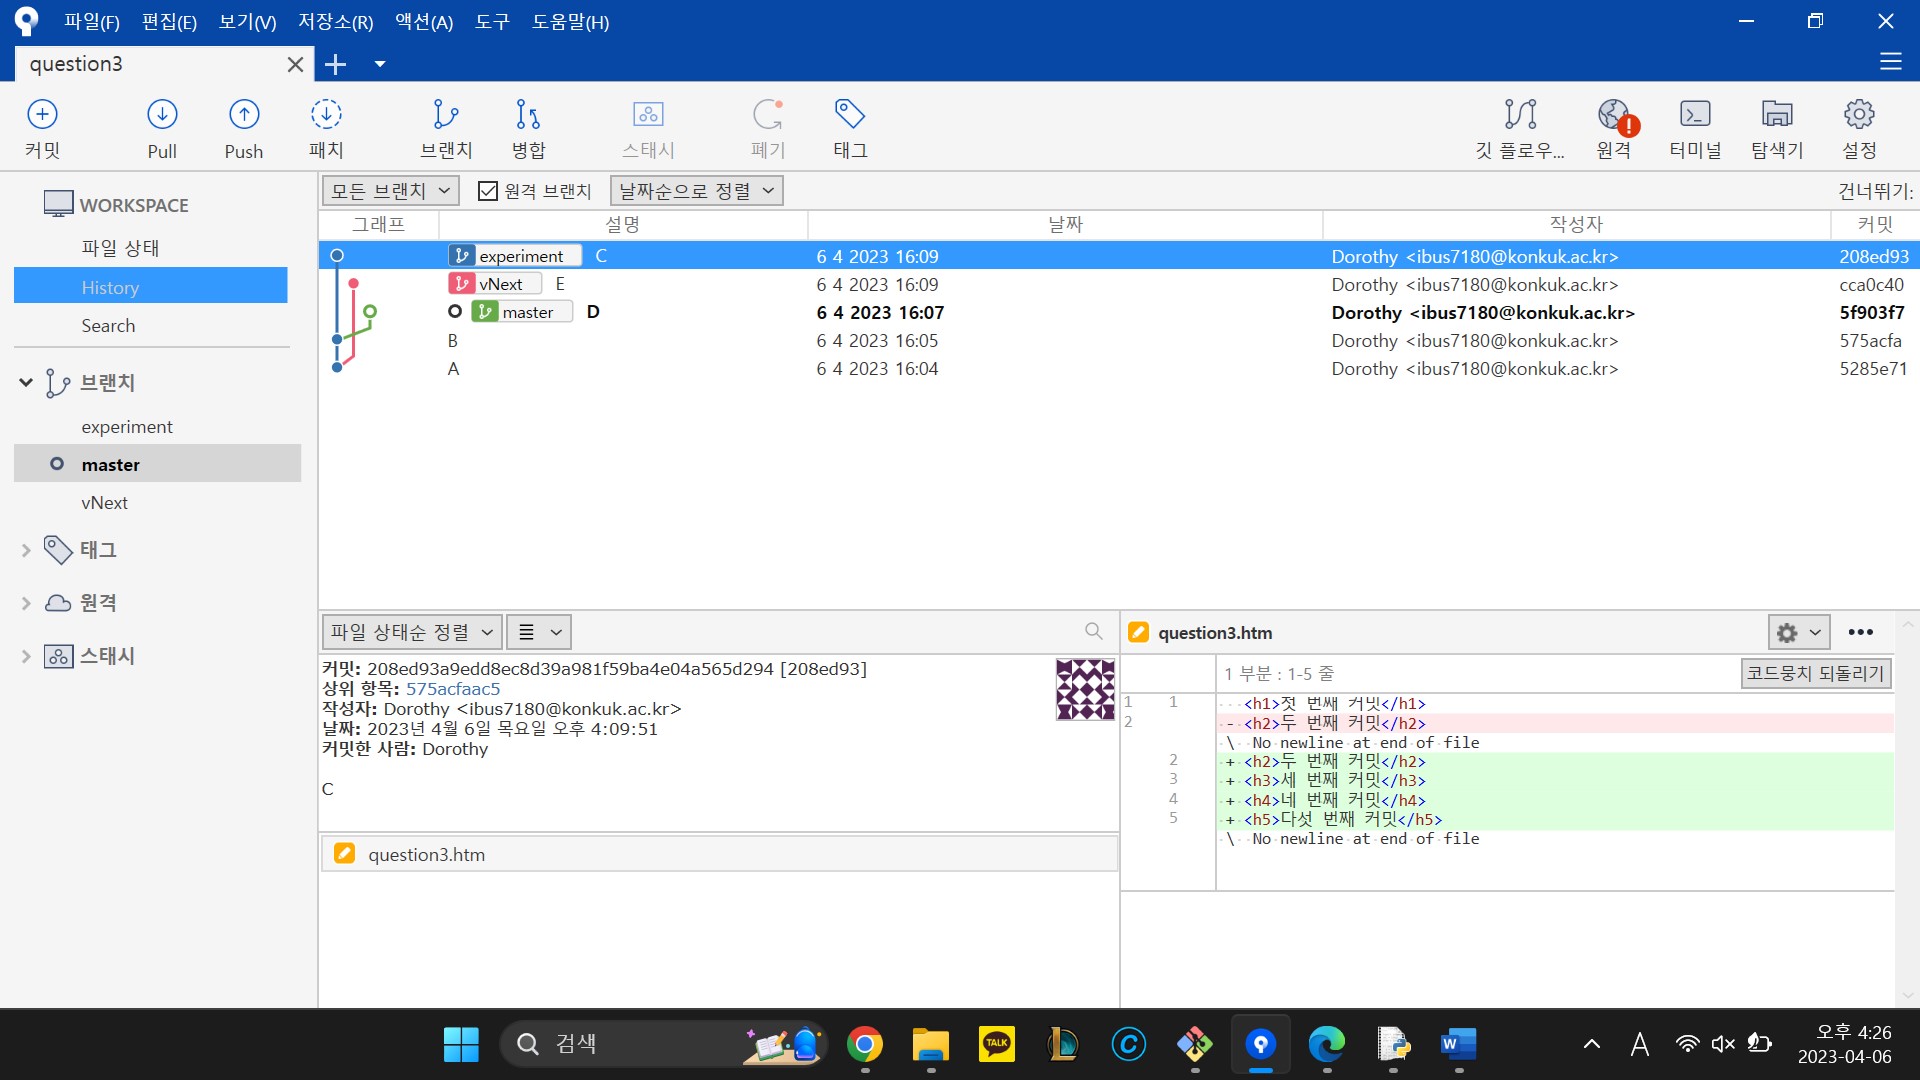 파일(F) 편집(E) 보기(V) 저장소(R) 액션(A) 도구 도움말(H)
question3
커밋 Pull Push 패치 브랜치 병합 스태시 폐기 태그 깃 플로우... 원격 터미널 탐색기 설정
WORKSPACE
파일 상태
History
Search
브랜치
experiment
master
vNext
태그
원격
스태시
모든 브랜치 원격 브랜치 날짜순으로 정렬 건너뛰기:
그래프 설명 날짜 작성자 커밋
experiment C 6 4 2023 16:09 Dorothy <ibus7180@konkuk.ac.kr> 208ed93
vNext E 6 4 2023 16:09 Dorothy <ibus7180@konkuk.ac.kr> cca0c40
master D 6 4 2023 16:07 Dorothy <ibus7180@konkuk.ac.kr> 5f903f7
B 6 4 2023 16:05 Dorothy <ibus7180@konkuk.ac.kr> 575acfa
A 6 4 2023 16:04 Dorothy <ibus7180@konkuk.ac.kr> 5285e71
파일 상태순 정렬
커밋: 208ed93a9edd8ec8d39a981f59ba4e04a565d294 [208ed93]
상위 항목: 575acfaac5
작성자: Dorothy <ibus7180@konkuk.ac.kr>
날짜: 2023년 4월 6일 목요일 오후 4:09:51
커밋한 사람: Dorothy
C
question3.htm
question3.htm
1 부분 : 1-5 줄 코드뭉치 되돌리기
1 1 <h1>첫 번째 커밋</h1>
2 - <h2>두 번째 커밋</h2>
\ No newline at end of file
2 + <h2>두 번째 커밋</h2>
3 + <h3>세 번째 커밋</h3>
4 + <h4>네 번째 커밋</h4>
5 + <h5>다섯 번째 커밋</h5>
\ No newline at end of file
검색
TALK
W
A
오후 4:26
2023-04-06